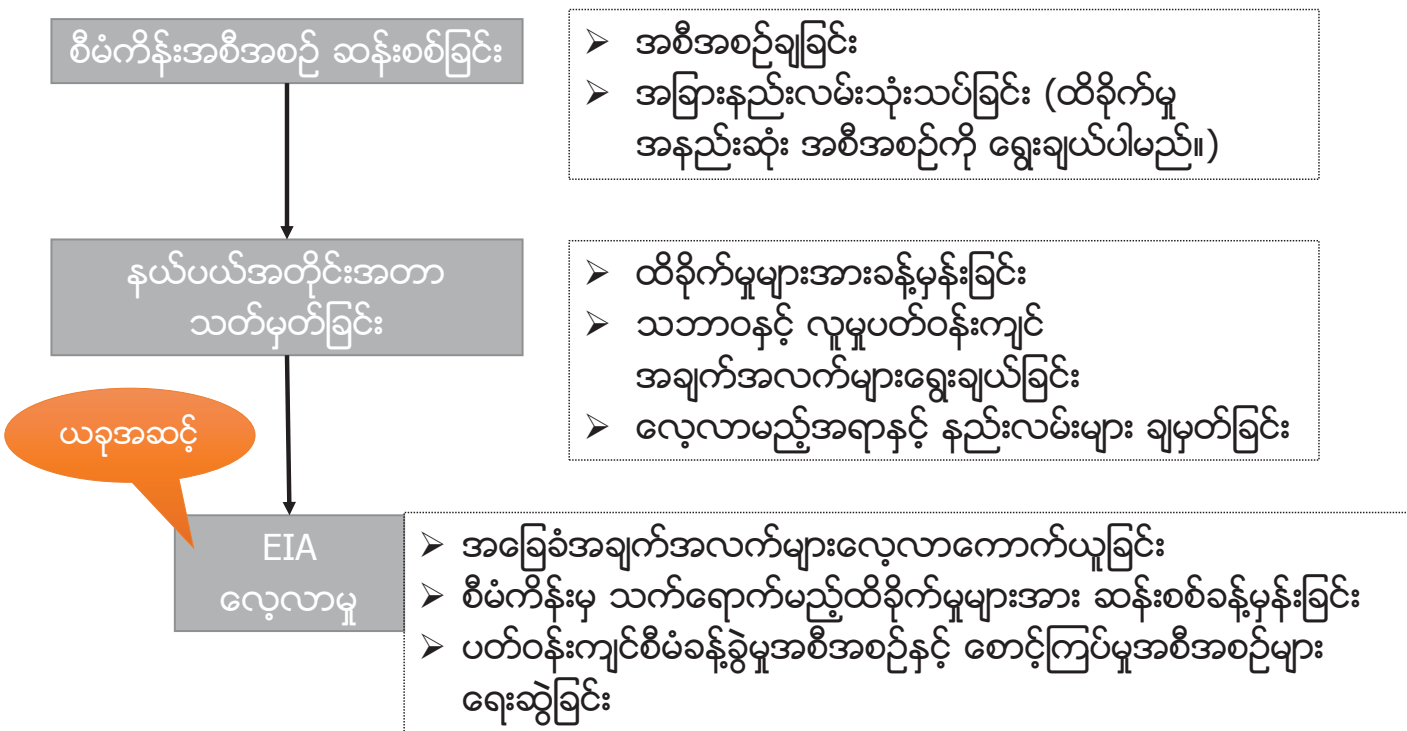 စီမံကိန်းအစီအစဉ် ဆန်းစစ်ခြင်း
➢ အစီအစဉ်ချခြင်း
➢ အခြားနည်းလမ်းသုံးသပ်ခြင်း (ထိခိုက်မှု
အနည်းဆုံး အစီအစဉ်ကို ရွေးချယ်ပါမည်။)
နယ်ပယ်အတိုင်းအတာ
သတ်မှတ်ခြင်း
➢ ထိခိုက်မှုများအားခန့်မှန်းခြင်း
➢ သဘာဝနှင့် လူမှုပတ်ဝန်းကျင်
အချက်အလက်များရွေးချယ်ခြင်း
➢ လေ့လာမည့်အရာနှင့် နည်းလမ်းများ ချမှတ်ခြင်း
ယခုအဆင့်
EIA
လေ့လာမှု
➢ အခြေခံအချက်အလက်များလေ့လာကောက်ယူခြင်း
➢ စီမံကိန်းမှ သက်ရောက်မည့်ထိခိုက်မှုများအား ဆန်းစစ်ခန့်မှန်းခြင်း
➢ ပတ်ဝန်းကျင်စီမံခန့်ခွဲမှုအစီအစဉ်နှင့် စောင့်ကြပ်မှုအစီအစဉ်များ
ရေးဆွဲခြင်း